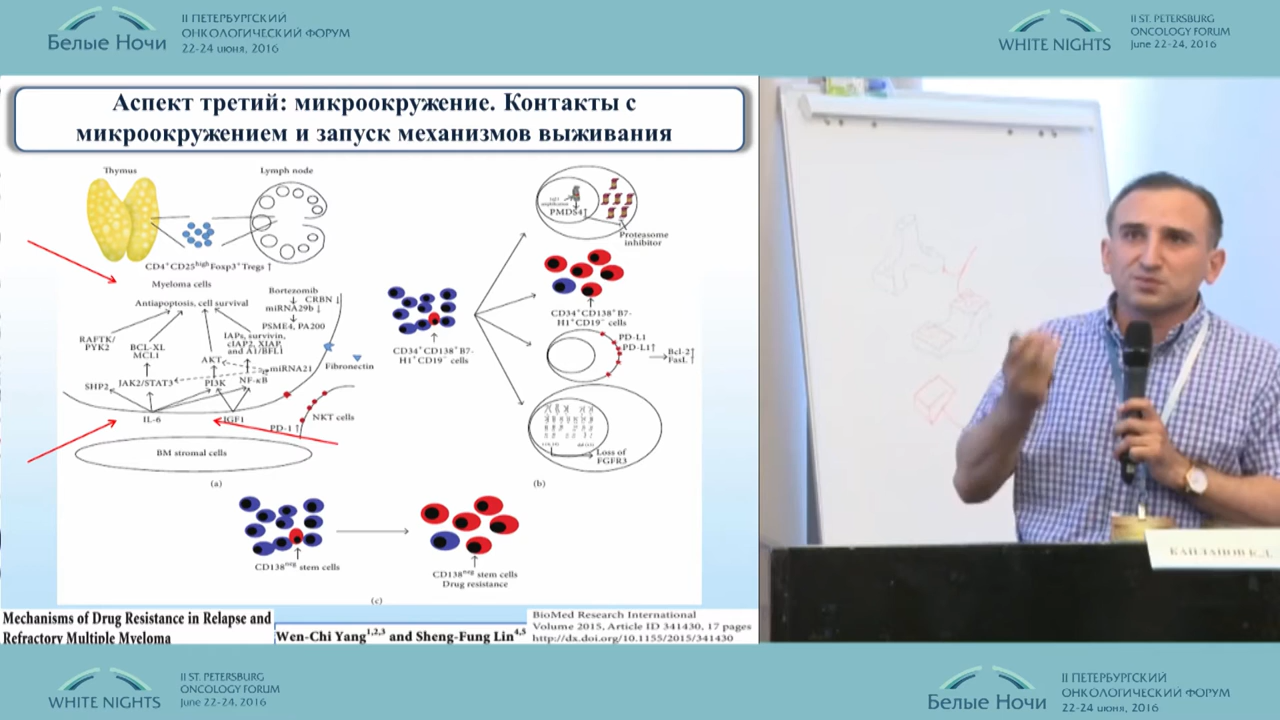 Белые Ночи
II ПЕТЕРБУРГСКИЙ
ОНКОЛОГИЧЕСКИЙ ФОРУМ
22-24 июня, 2016
WHITE NIGHTS
II ST. PETERSBURG
ONCOLOGY FORUM
June 22-24, 2016
Аспект третий: микроокружение. Контакты с
микроокружением и запуск механизмов выживания
Thymus
Lymph node
CD4+CD25highFoxp3+Tregs ↑
Myeloma cells
Antiapoptosis, cell survival
Bortezomib
CRBN ↓
miRNA29b ↓
PSME4, PA200
RAFTK/
PYK2
BCL-XL
MCL1
IAPs, survivin,
cIAP2, XIAP
and A1/BFL1
AKT
miRNA21
Fibronectin
SHP2
JAK2/STAT3
PI3K
NF-κB
IL-6
IGF1
PD-1 ↑
NKT cells
BM stromal cells
(a)
CD34+CD138+B7-
H1+CD19− cells
PMDS4↑
Proteasome
inhibitor
CD34+CD138+B7-
H1+CD19− cells
PD-L1
PD-L1↑
Bcl-2↑
FasL ↑
Loss of
FGFR3
(b)
CD138neg stem cells
CD138neg stem cells
Drug resistance
(c)
Mechanisms of Drug Resistance in Relapse and
Refractory Multiple Myeloma
Wen-Chi Yang1,2,3 and Sheng-Fung Lin4,5
BioMed Research International
Volume 2015, Article ID 341430, 17 pages
http://dx.doi.org/10.1155/2015/341430
КАПЛАНОВ К.Д.
WHITE NIGHTS
II ST. PETERSBURG
ONCOLOGY FORUM
June 22-24, 2016
Белые Ночи
II ПЕТЕРБУРГСКИЙ
ОНКОЛОГИЧЕСКИЙ ФОРУМ
22-24 июня, 2016